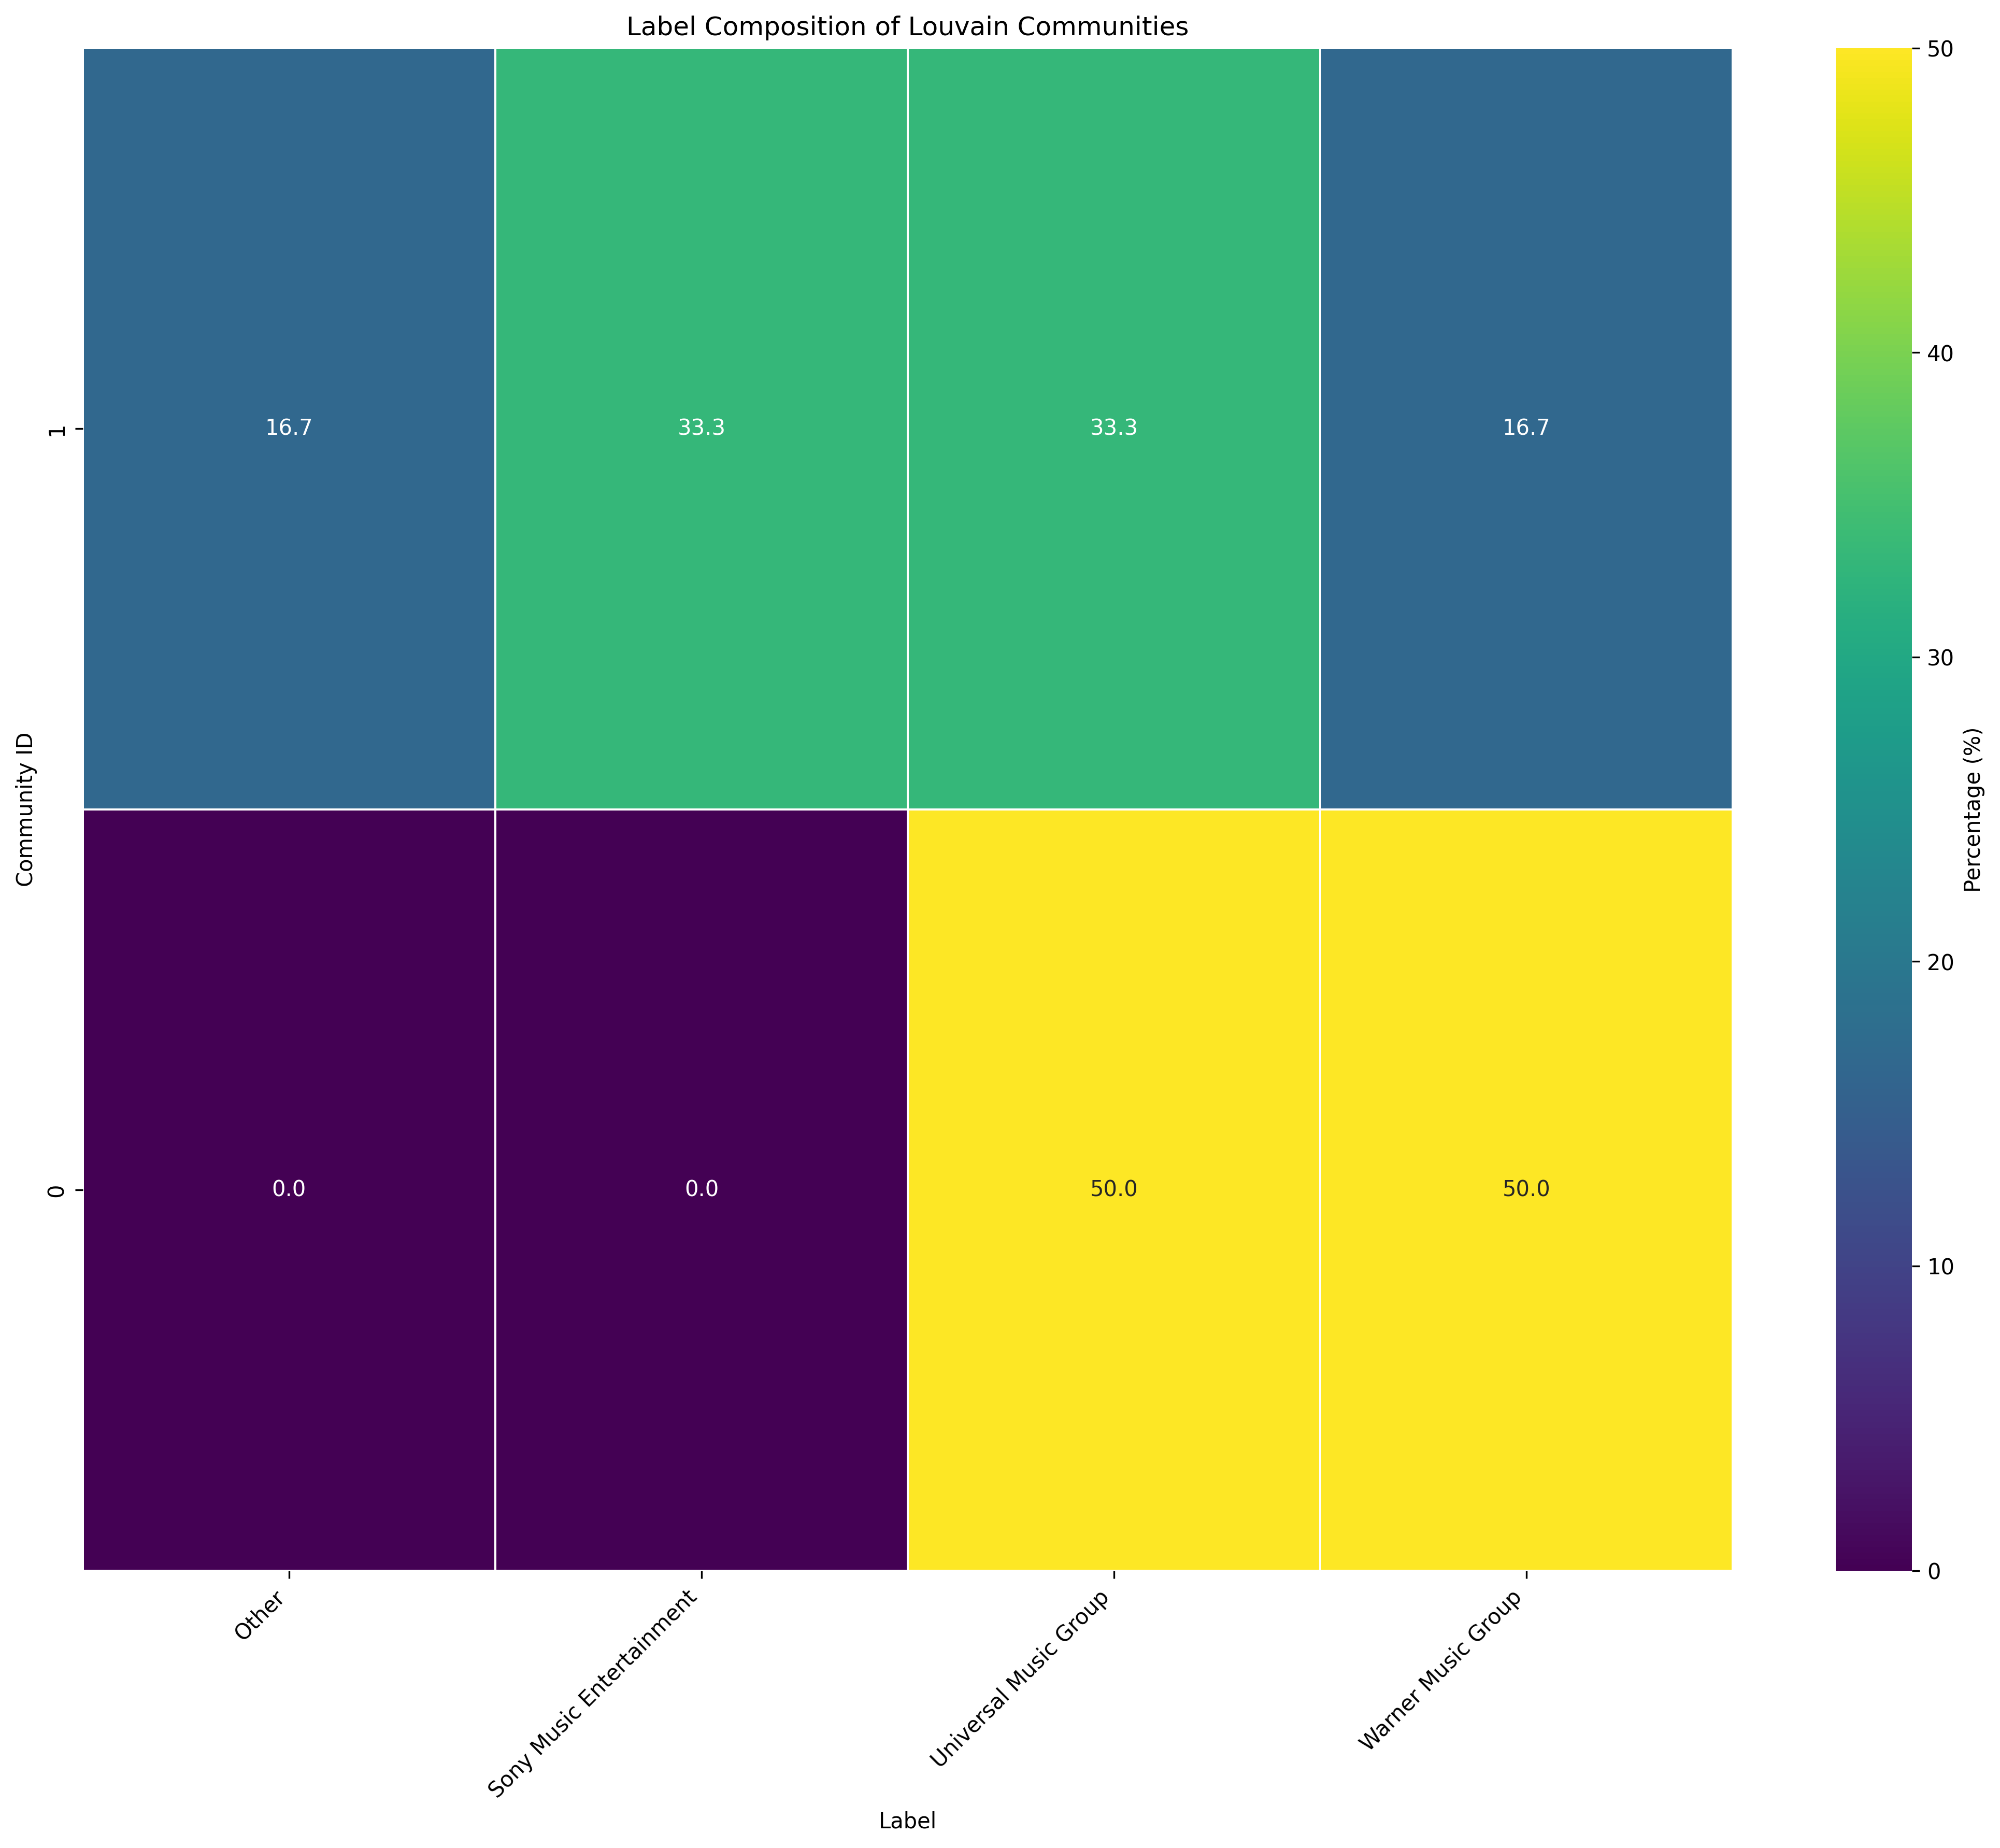 Label Composition of Louvain Communities
Community ID
1
16.7
33.3
33.3
16.7
0
0.0
0.0
50.0
50.0
Other
Sony Music Entertainment
Universal Music Group
Warner Music Group
Label
50
40
30
20
10
0
Percentage (%)